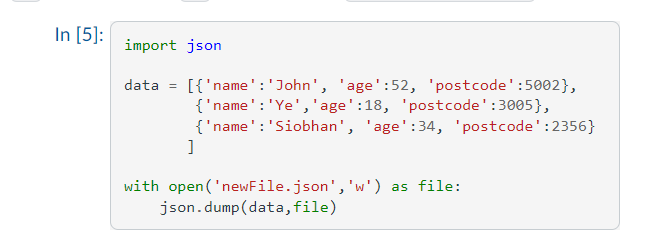 In [5]:
import json

data = [{'name':'John', 'age':52, 'postcode':5002},
        {'name':'Ye','age':18, 'postcode':3005},
        {'name':'Siobhan', 'age':34, 'postcode':2356}
       ]

with open('newFile.json','w') as file:
    json.dump(data,file)